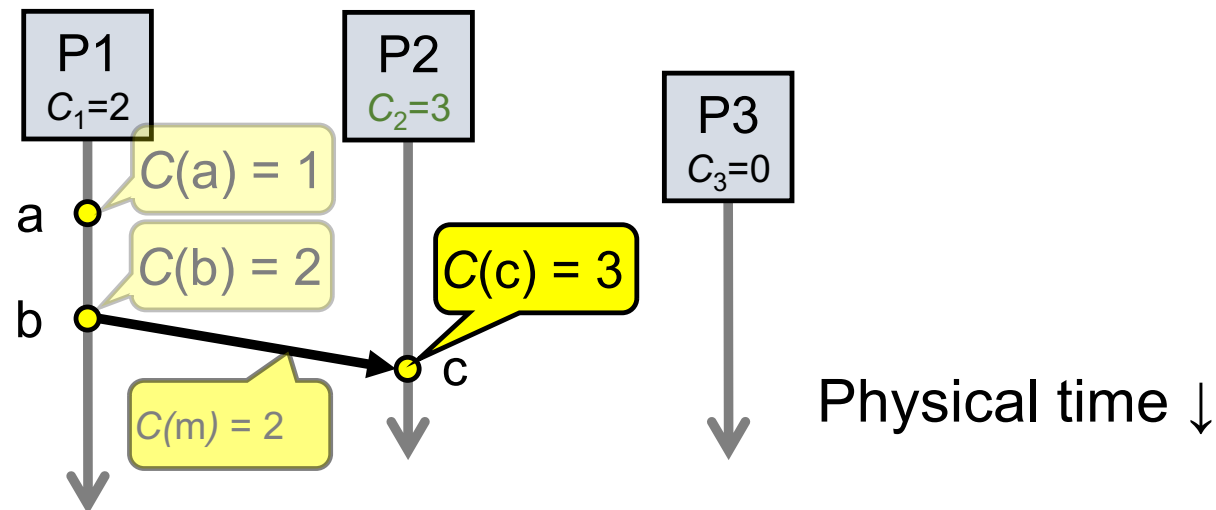 P1
C₁=2
P2
C₂=3
P3
C₃=0
C(a) = 1
a
C(b) = 2
C(c) = 3
b
c
C(m) = 2
Physical time ↓